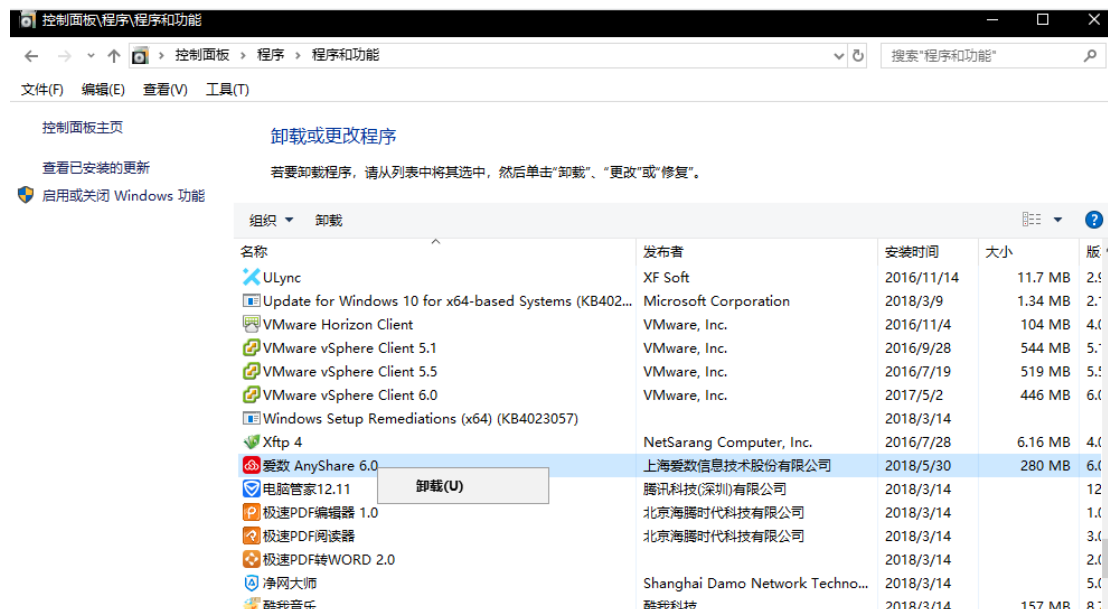 控制面板\程序\程序和功能
控制面板 › 程序 › 程序和功能
搜索"程序和功能"
文件(F) 编辑(E) 查看(V) 工具(T)
控制面板主页
查看已安装的更新
启用或关闭 Windows 功能
卸载或更改程序
若要卸载程序，请从列表中将其选中，然后单击“卸载”、“更改”或“修复”。
组织 卸载
名称 发布者 安装时间 大小 版
ULync XF Soft 2016/11/14 11.7 MB
Update for Windows 10 for x64-based Systems (KB402... Microsoft Corporation 2018/3/9 1.34 MB
VMware Horizon Client VMware, Inc. 2016/11/4 104 MB
VMware vSphere Client 5.1 VMware, Inc. 2016/9/28 544 MB
VMware vSphere Client 5.5 VMware, Inc. 2016/7/19 519 MB
VMware vSphere Client 6.0 VMware, Inc. 2017/5/2 446 MB
Windows Setup Remediations (x64) (KB4023057) 2018/3/14
Xftp 4 NetSarang Computer, Inc. 2016/7/28 6.16 MB
爱数 AnyShare 6.0 上海爱数信息技术股份有限公司 2018/5/30 280 MB
卸载(U)
电脑管家12.11 腾讯科技(深圳)有限公司 2018/3/14 12
极速PDF编辑器 1.0 北京海腾时代科技有限公司 2018/3/14
极速PDF阅读器 北京海腾时代科技有限公司 2018/3/14
极速PDF转WORD 2.0 2018/3/14
净网大师 Shanghai Damo Network Techno... 2018/3/14
酷我音乐 酷我科技 2018/3/14 157 MB